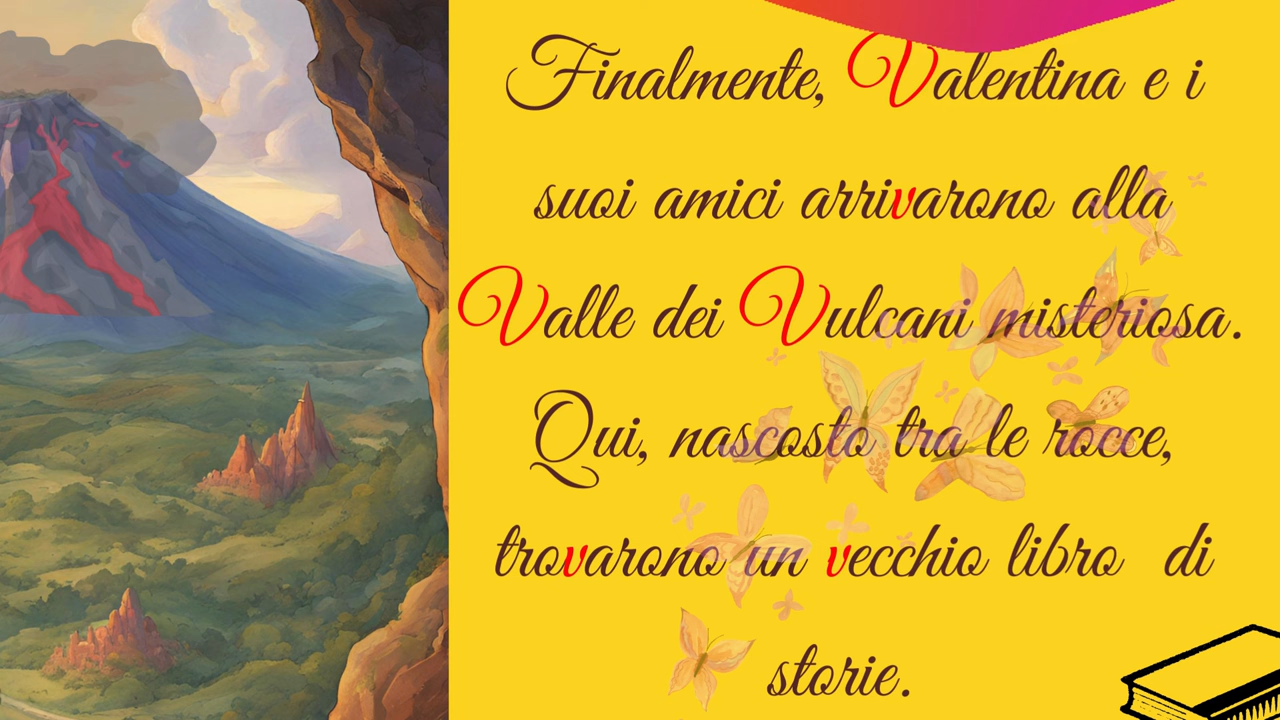 Finalmente, Valentina e i
suoi amici arrivarono alla
Valle dei Vulcani misteriosa.
Qui, nascosto tra le rocce,
trovarono un vecchio libro di
storie.